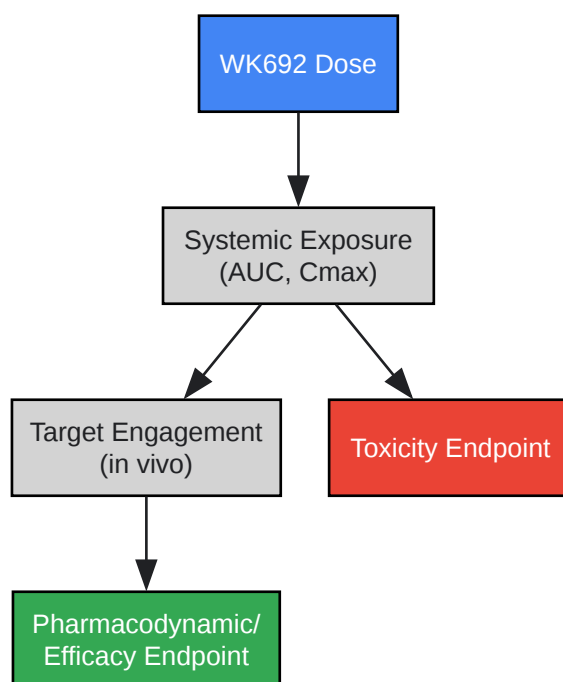 WK692 Dose
Systemic Exposure
(AUC, Cmax)
Target Engagement
(in vivo)
Toxicity Endpoint
Pharmacodynamic/
Efficacy Endpoint